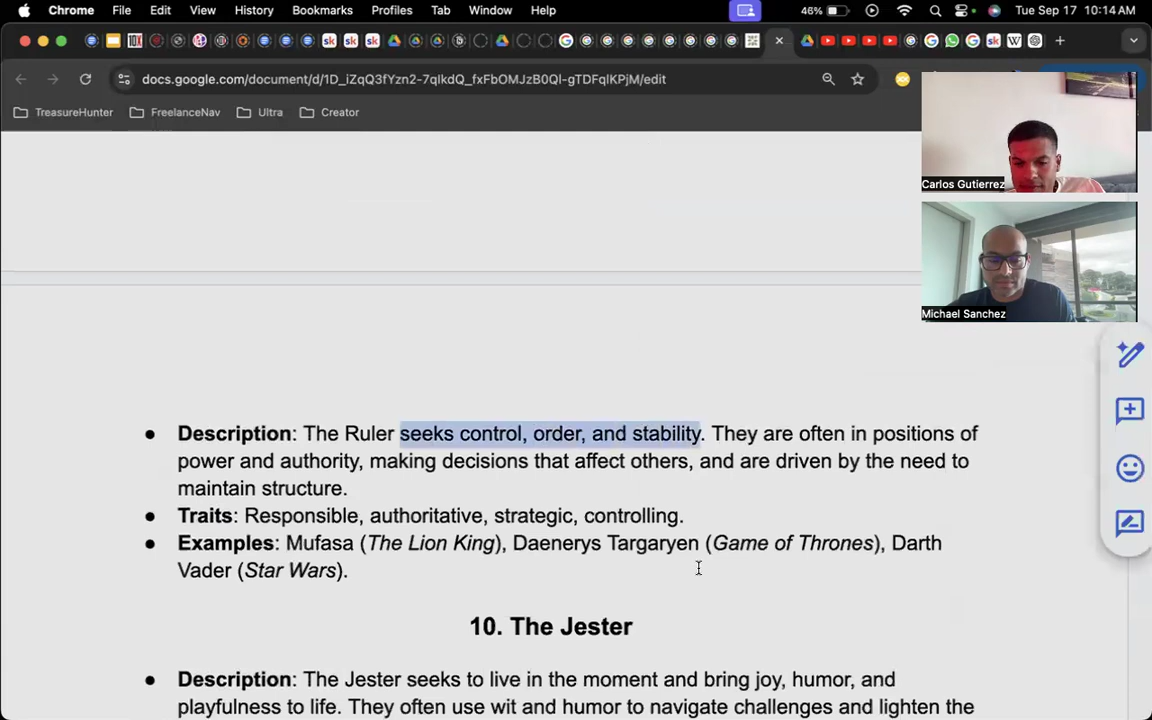 Chrome File Edit View History Bookmarks Profiles Tab Window Help 46% Tue Sep 17 10:14 AM
docs.google.com/document/d/1D_iZqQ3fYzn2-7qIkdQ_fxFbOMJzB0Ql-gTDFqIKPjM/edit
TreasureHunter FreelanceNav Ultra Creator
Carlos Gutierrez
Michael Sanchez
● Description: The Ruler seeks control, order, and stability. They are often in positions of
power and authority, making decisions that affect others, and are driven by the need to
maintain structure.
● Traits: Responsible, authoritative, strategic, controlling.
● Examples: Mufasa (The Lion King), Daenerys Targaryen (Game of Thrones), Darth
Vader (Star Wars).
10. The Jester
● Description: The Jester seeks to live in the moment and bring joy, humor, and
playfulness to life. They often use wit and humor to navigate challenges and lighten the